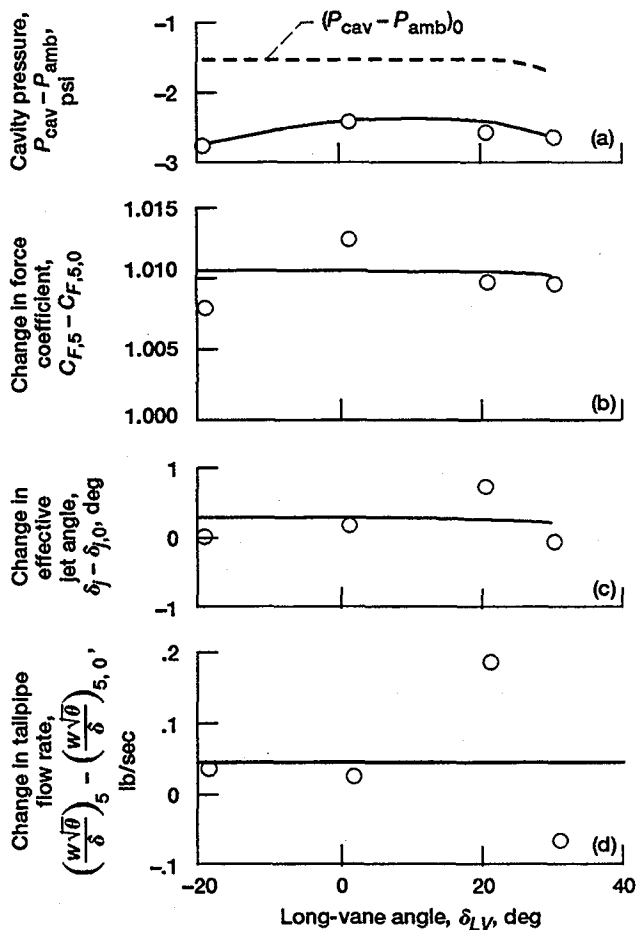 Cavity pressure,
P_cav – P_amb,
psi
–1
–2
–3
(P_cav – P_amb)_0
(a)
Change in force
coefficient,
C_F,5 – C_F,5,0
1.015
1.010
1.005
1.000
(b)
Change in
effective
jet angle,
δ_j – δ_j,0, deg
1
0
–1
(c)
Change in tailpipe
flow rate,
(w√θ/δ)_5 – (w√θ/δ)_5,0,
lb/sec
.2
.1
0
–.1
(d)
–20 0 20 40
Long-vane angle, δ_LV, deg